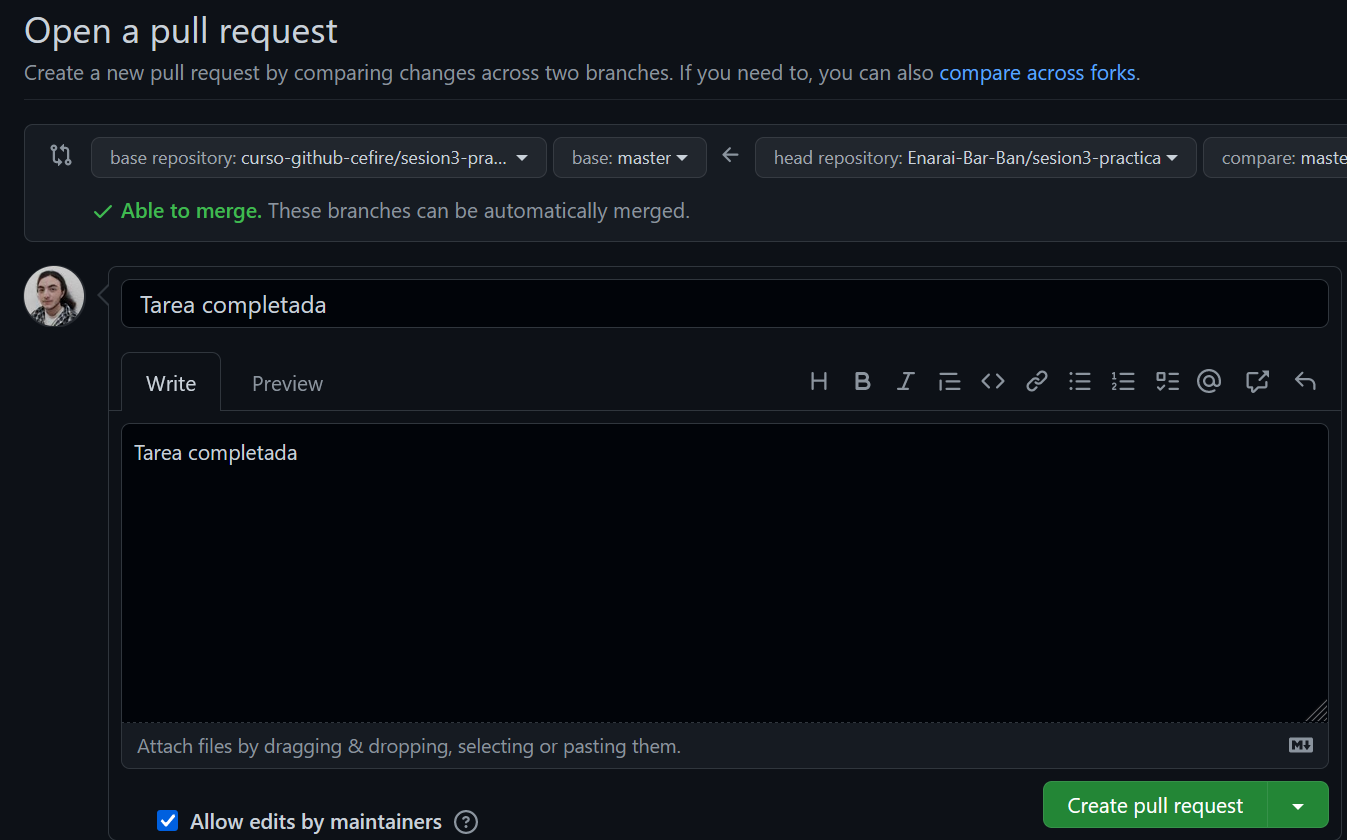 Open a pull request
Create a new pull request by comparing changes across two branches. If you need to, you can also compare across forks.
base repository: curso-github-cefire/sesion3-pra... base: master head repository: Enarai-Bar-Ban/sesion3-practica compare: maste
Able to merge. These branches can be automatically merged.
Tarea completada
Write Preview
Tarea completada
Attach files by dragging & dropping, selecting or pasting them.
Create pull request
Allow edits by maintainers